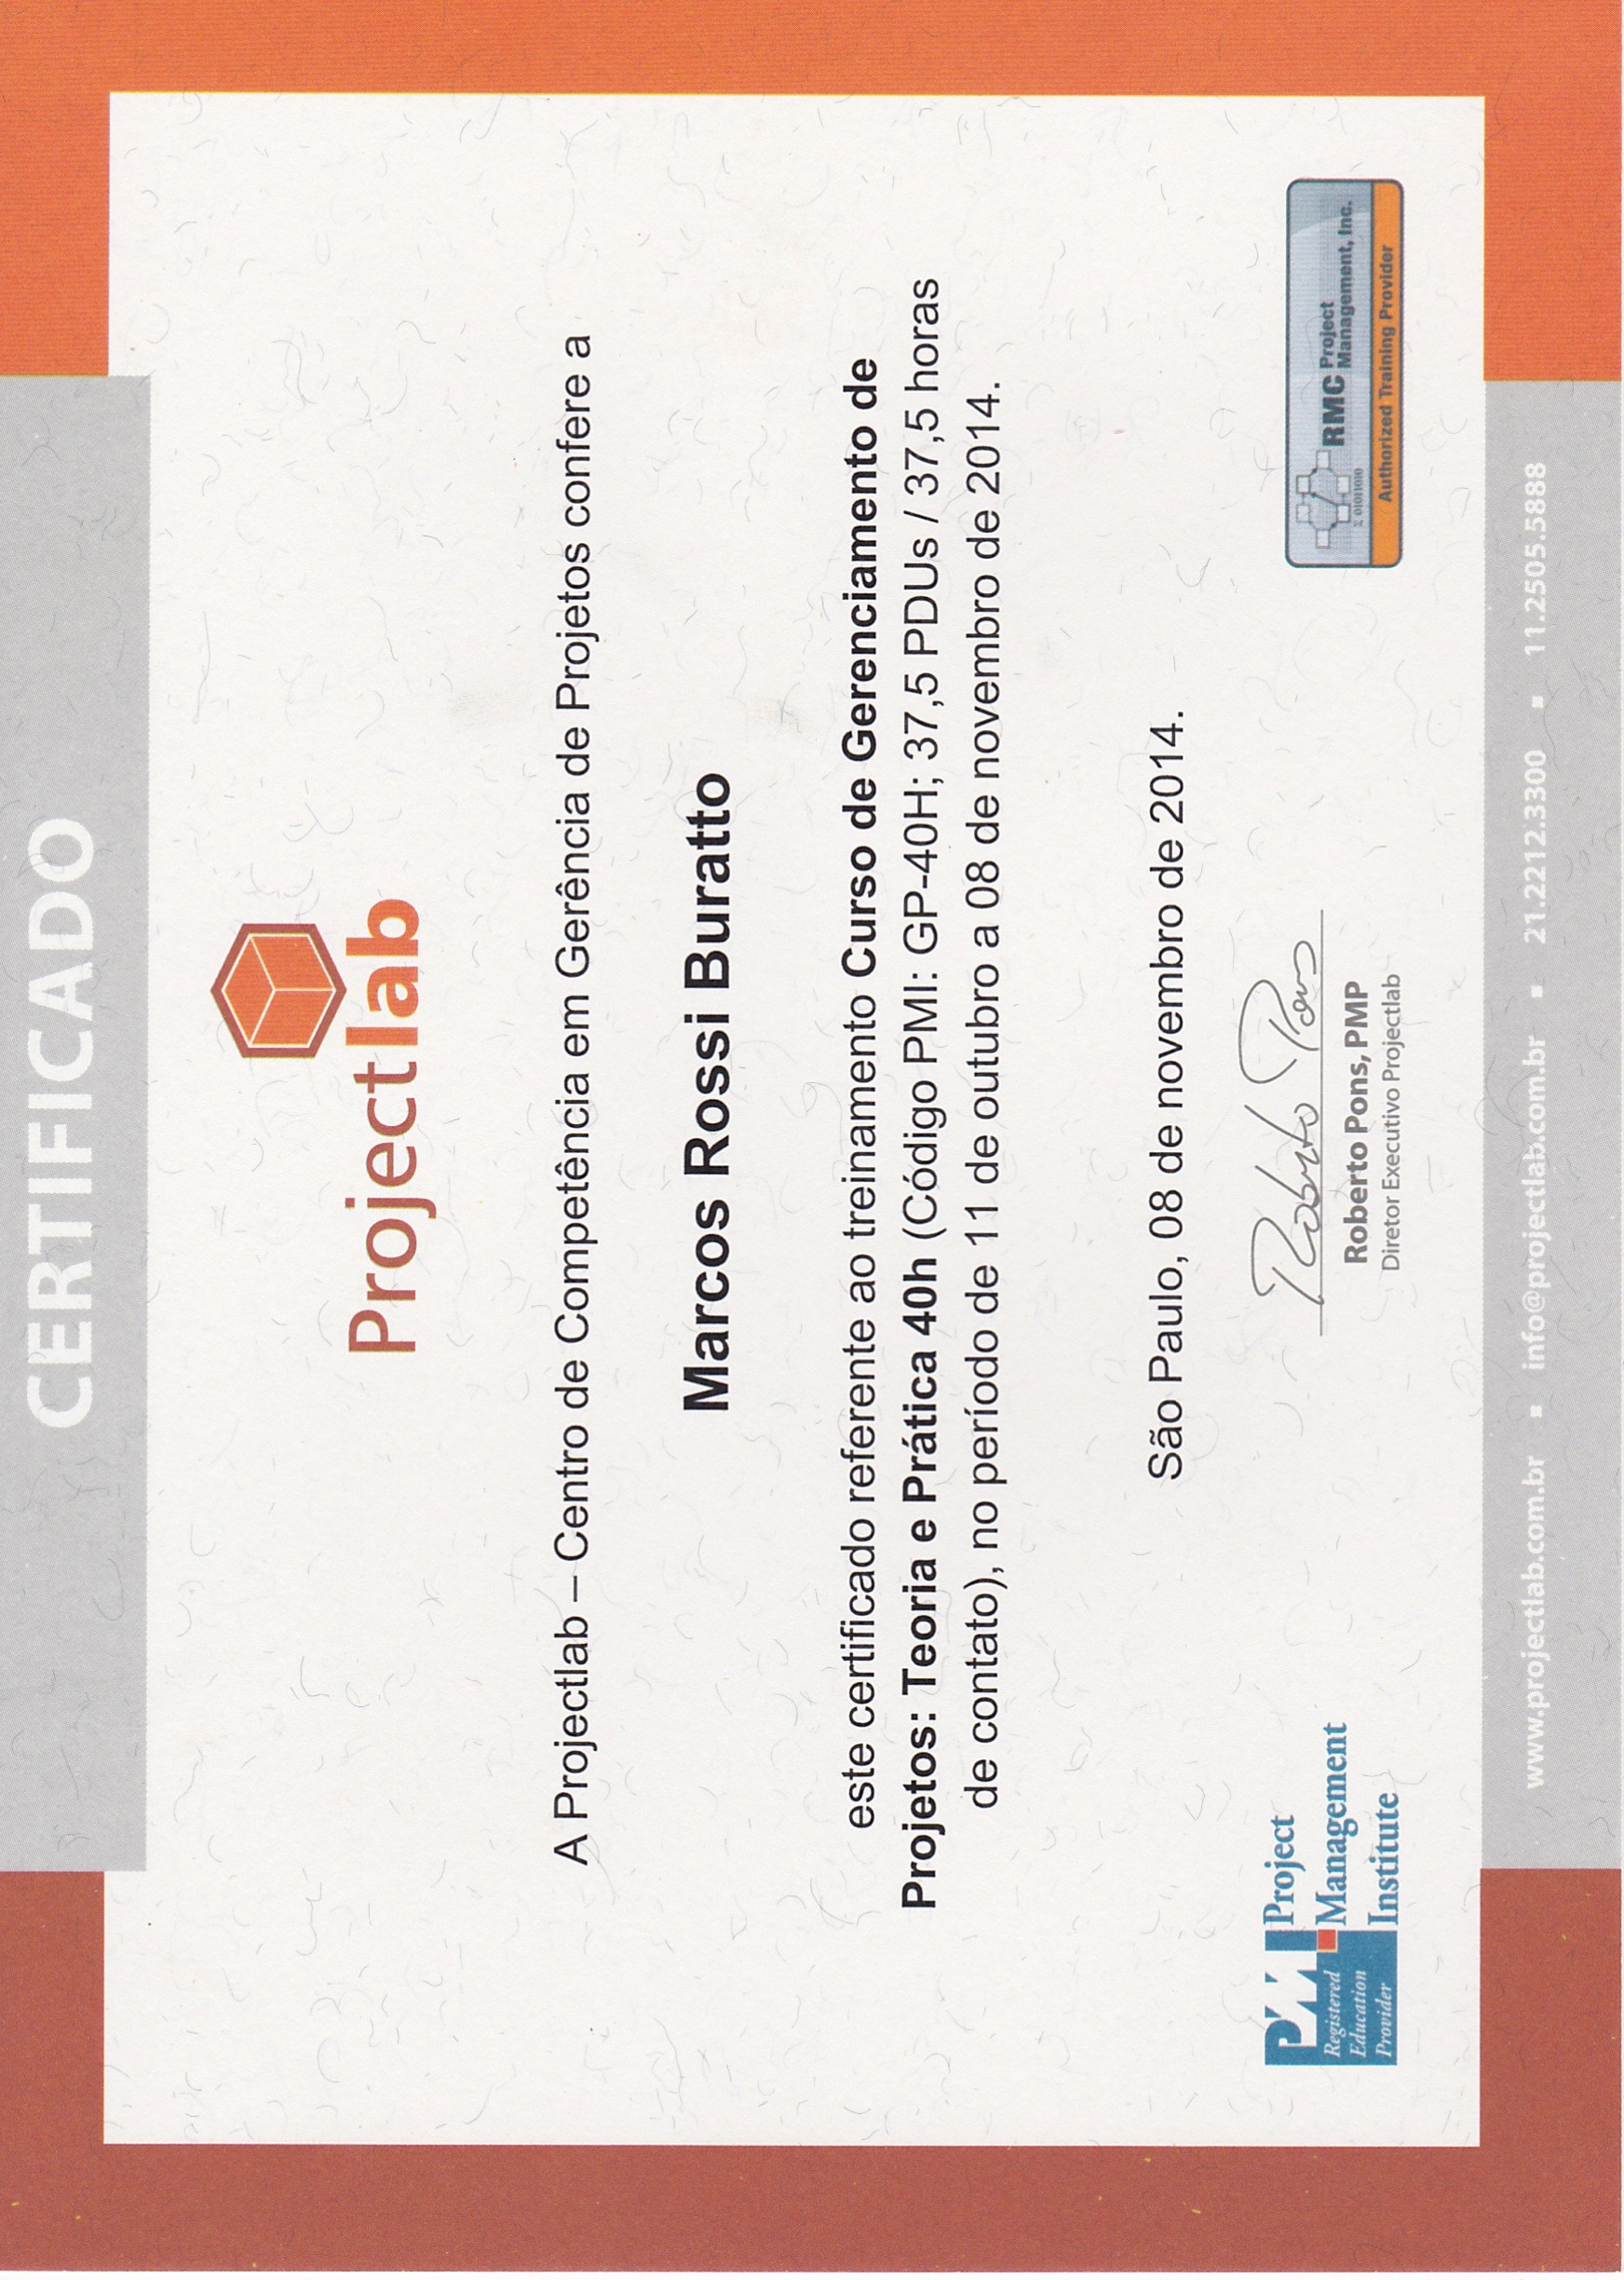 CERTIFICADO
Projectlab
A Projectlab – Centro de Competência em Gerência de Projetos confere a
Marcos Rossi Buratto
este certificado referente ao treinamento Curso de Gerenciamento de
Projetos: Teoria e Prática 40h (Código PMI: GP-40H; 37,5 PDUs / 37,5 horas
de contato), no período de 11 de outubro a 08 de novembro de 2014.
São Paulo, 08 de novembro de 2014.
PMI Project
Management
Institute
Registered
Education
Provider
Roberto Pons
Roberto Pons, PMP
Diretor Executivo Projectlab
RMC Project
Management, Inc.
Σ 01011010
Authorized Training Provider
www.projectlab.com.br ▪ info@projectlab.com.br ▪ 21.2212.3300 ▪ 11.2505.5888